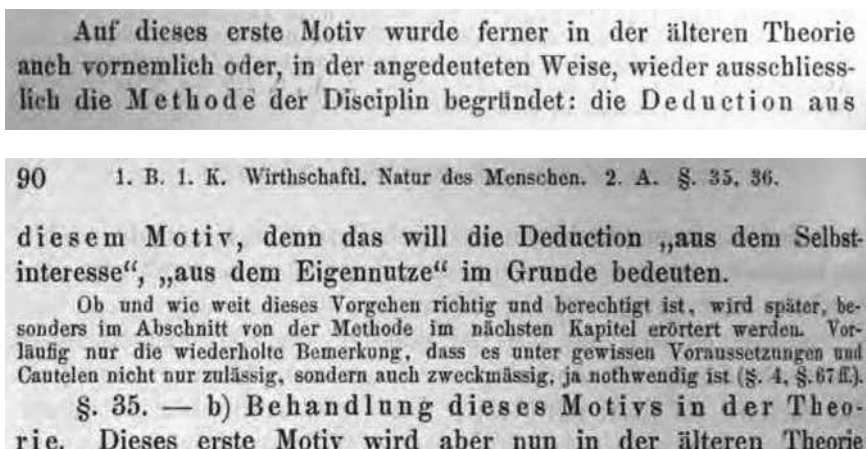 Auf dieses erste Motiv wurde ferner in der älteren Theorie
auch vornemlich oder, in der angedeuteten Weise, wieder ausschliess-
lich die Methode der Disciplin begründet: die Deduction aus
90 1. B. 1. K. Wirthschaftl. Natur des Menschen. 2. A. §. 35, 36.
diesem Motiv, denn das will die Deduction „aus dem Selbst-
interesse“, „aus dem Eigennutze“ im Grunde bedeuten.
Ob und wie weit dieses Vorgehen richtig und berechtigt ist, wird später, be-
sonders im Abschnitt von der Methode im nächsten Kapitel erörtert werden. Vor-
läufig nur die wiederholte Bemerkung, dass es unter gewissen Voraussetzungen und
Cautelen nicht nur zulässig, sondern auch zweckmässig, ja nothwendig ist (§. 4, §. 67 ff.).
§. 35. — b) Behandlung dieses Motivs in der Theo-
rie. Dieses erste Motiv wird aber nun in der älteren Theorie